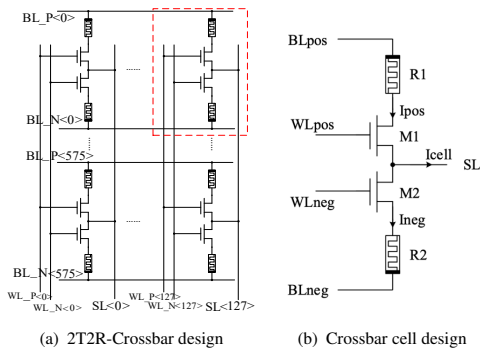 BL_P<0>
BL_N<0>
BL_P<575>
BL_N<575>
WL_P<0>
WL_N<0>
SL<0>
WL_P<127>
WL_N<127>
SL<127>
(a) 2T2R-Crossbar design
BLpos
R1
Ipos
WLpos
M1
Icell
SL
M2
WLneg
Ineg
R2
BLneg
(b) Crossbar cell design